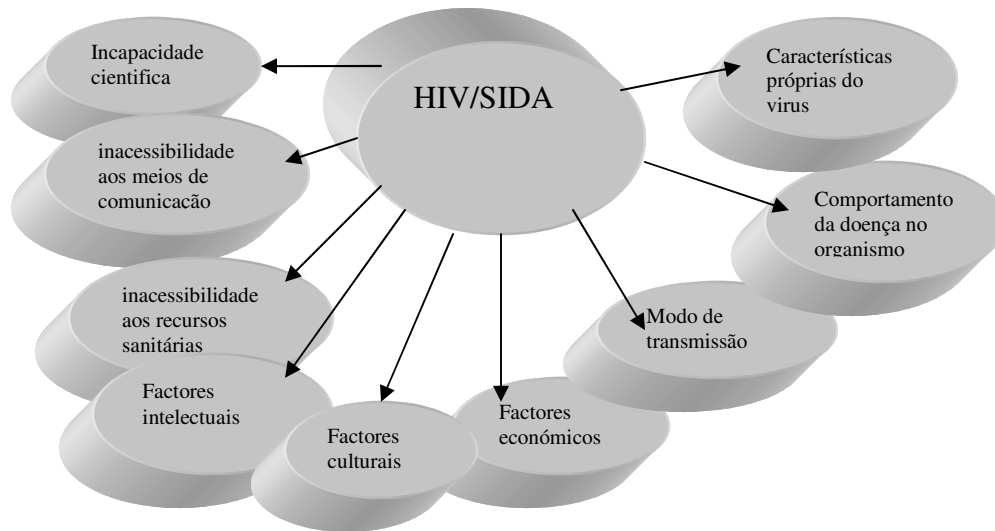 HIV/SIDA
Incapacidade
cientifica
inacessibilidade
aos meios de
comunicação
inacessibilidade
aos recursos
sanitárias
Factores
intelectuais
Factores
culturais
Factores
económicos
Modo de
transmissão
Comportamento
da doença no
organismo
Características
próprias do
virus